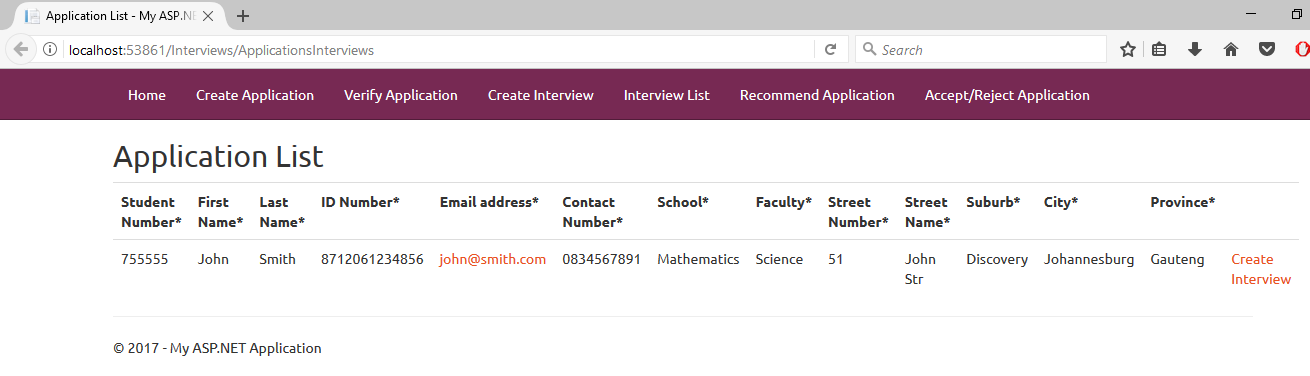 Application List - My ASP.NE
localhost:53861/Interviews/ApplicationsInterviews
Search
Home Create Application Verify Application Create Interview Interview List Recommend Application Accept/Reject Application
Application List
Student First Last ID Number* Email address* Contact School* Faculty* Street Street Suburb* City* Province*
Number* Name* Name* Number* Number* Name*
755555 John Smith 8712061234856 john@smith.com 0834567891 Mathematics Science 51 John Discovery Johannesburg Gauteng Create
Str Interview
© 2017 - My ASP.NET Application